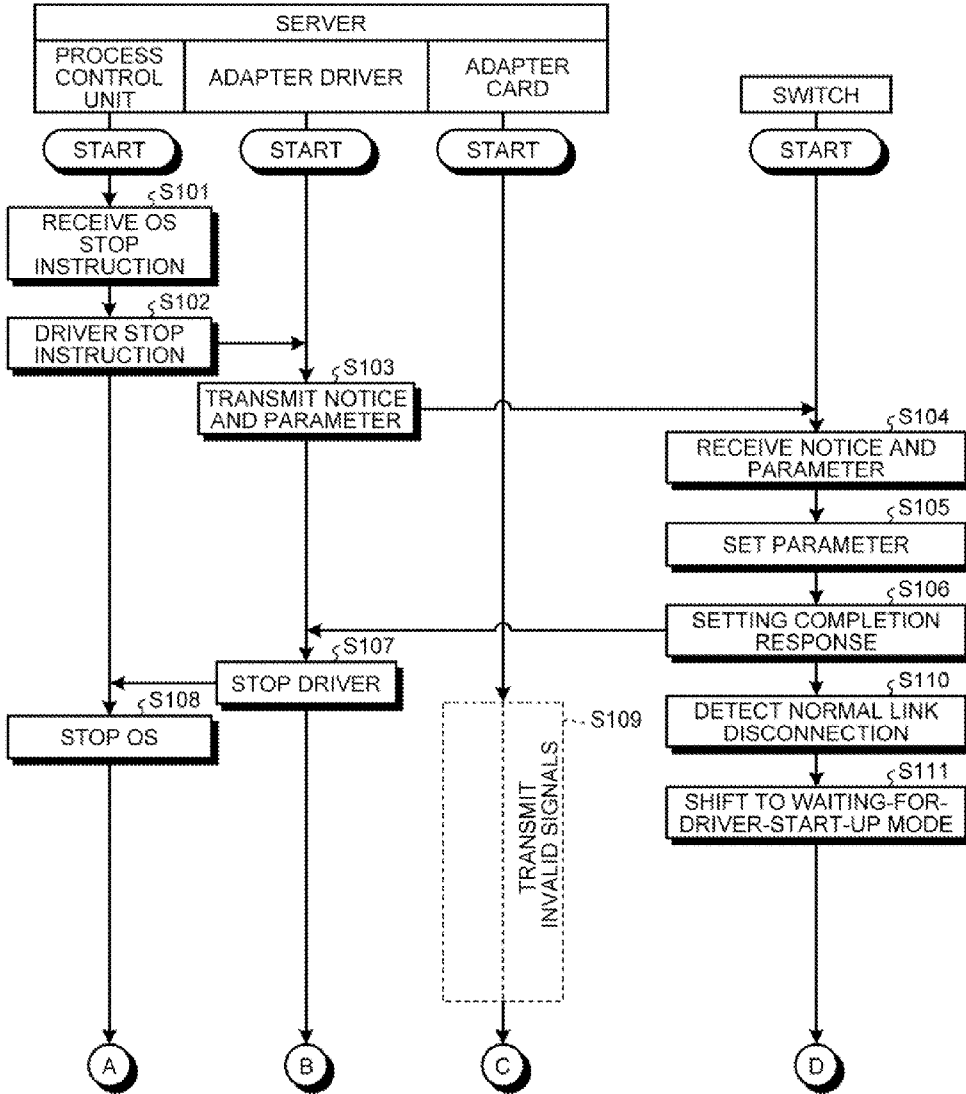 SERVER
PROCESS
CONTROL
UNIT
ADAPTER DRIVER
ADAPTER
CARD
SWITCH
START
START
START
START
S101
RECEIVE OS
STOP
INSTRUCTION
S102
DRIVER STOP
INSTRUCTION
S103
TRANSMIT NOTICE
AND PARAMETER
S104
RECEIVE NOTICE AND
PARAMETER
S105
SET PARAMETER
S106
SETTING COMPLETION
RESPONSE
S107
STOP DRIVER
S108
STOP OS
S109
TRANSMIT
INVALID SIGNALS
S110
DETECT NORMAL LINK
DISCONNECTION
S111
SHIFT TO WAITING-FOR-
DRIVER-START-UP MODE
A
B
C
D